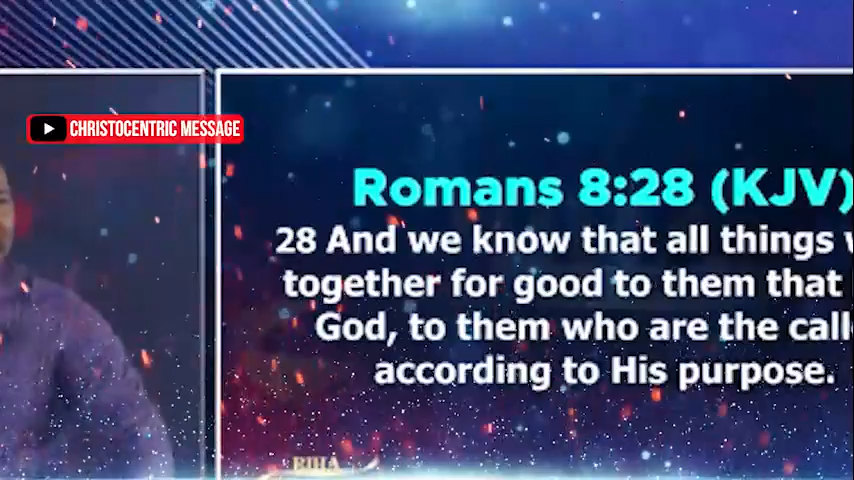 CHRISTOCENTRIC MESSAGE
Romans 8:28 (KJV)
28 And we know that all things
together for good to them that
God, to them who are the calle
according to His purpose.